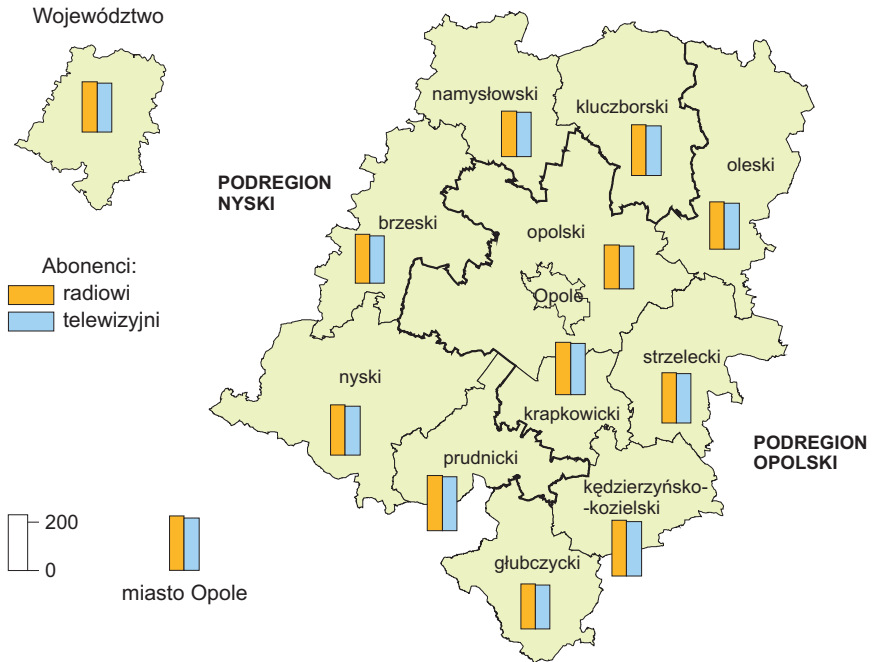 Województwo
PODREGION
NYSKI
Abonenci:
radiowi
telewizyjni
namysłowski
kluczborski
oleski
brzeski
opolski
Opole
nyski
strzelecki
krapkowicki
prudnicki
PODREGION
OPOLSKI
kędzierzyńsko-
-kozielski
głubczycki
200
0
miasto Opole